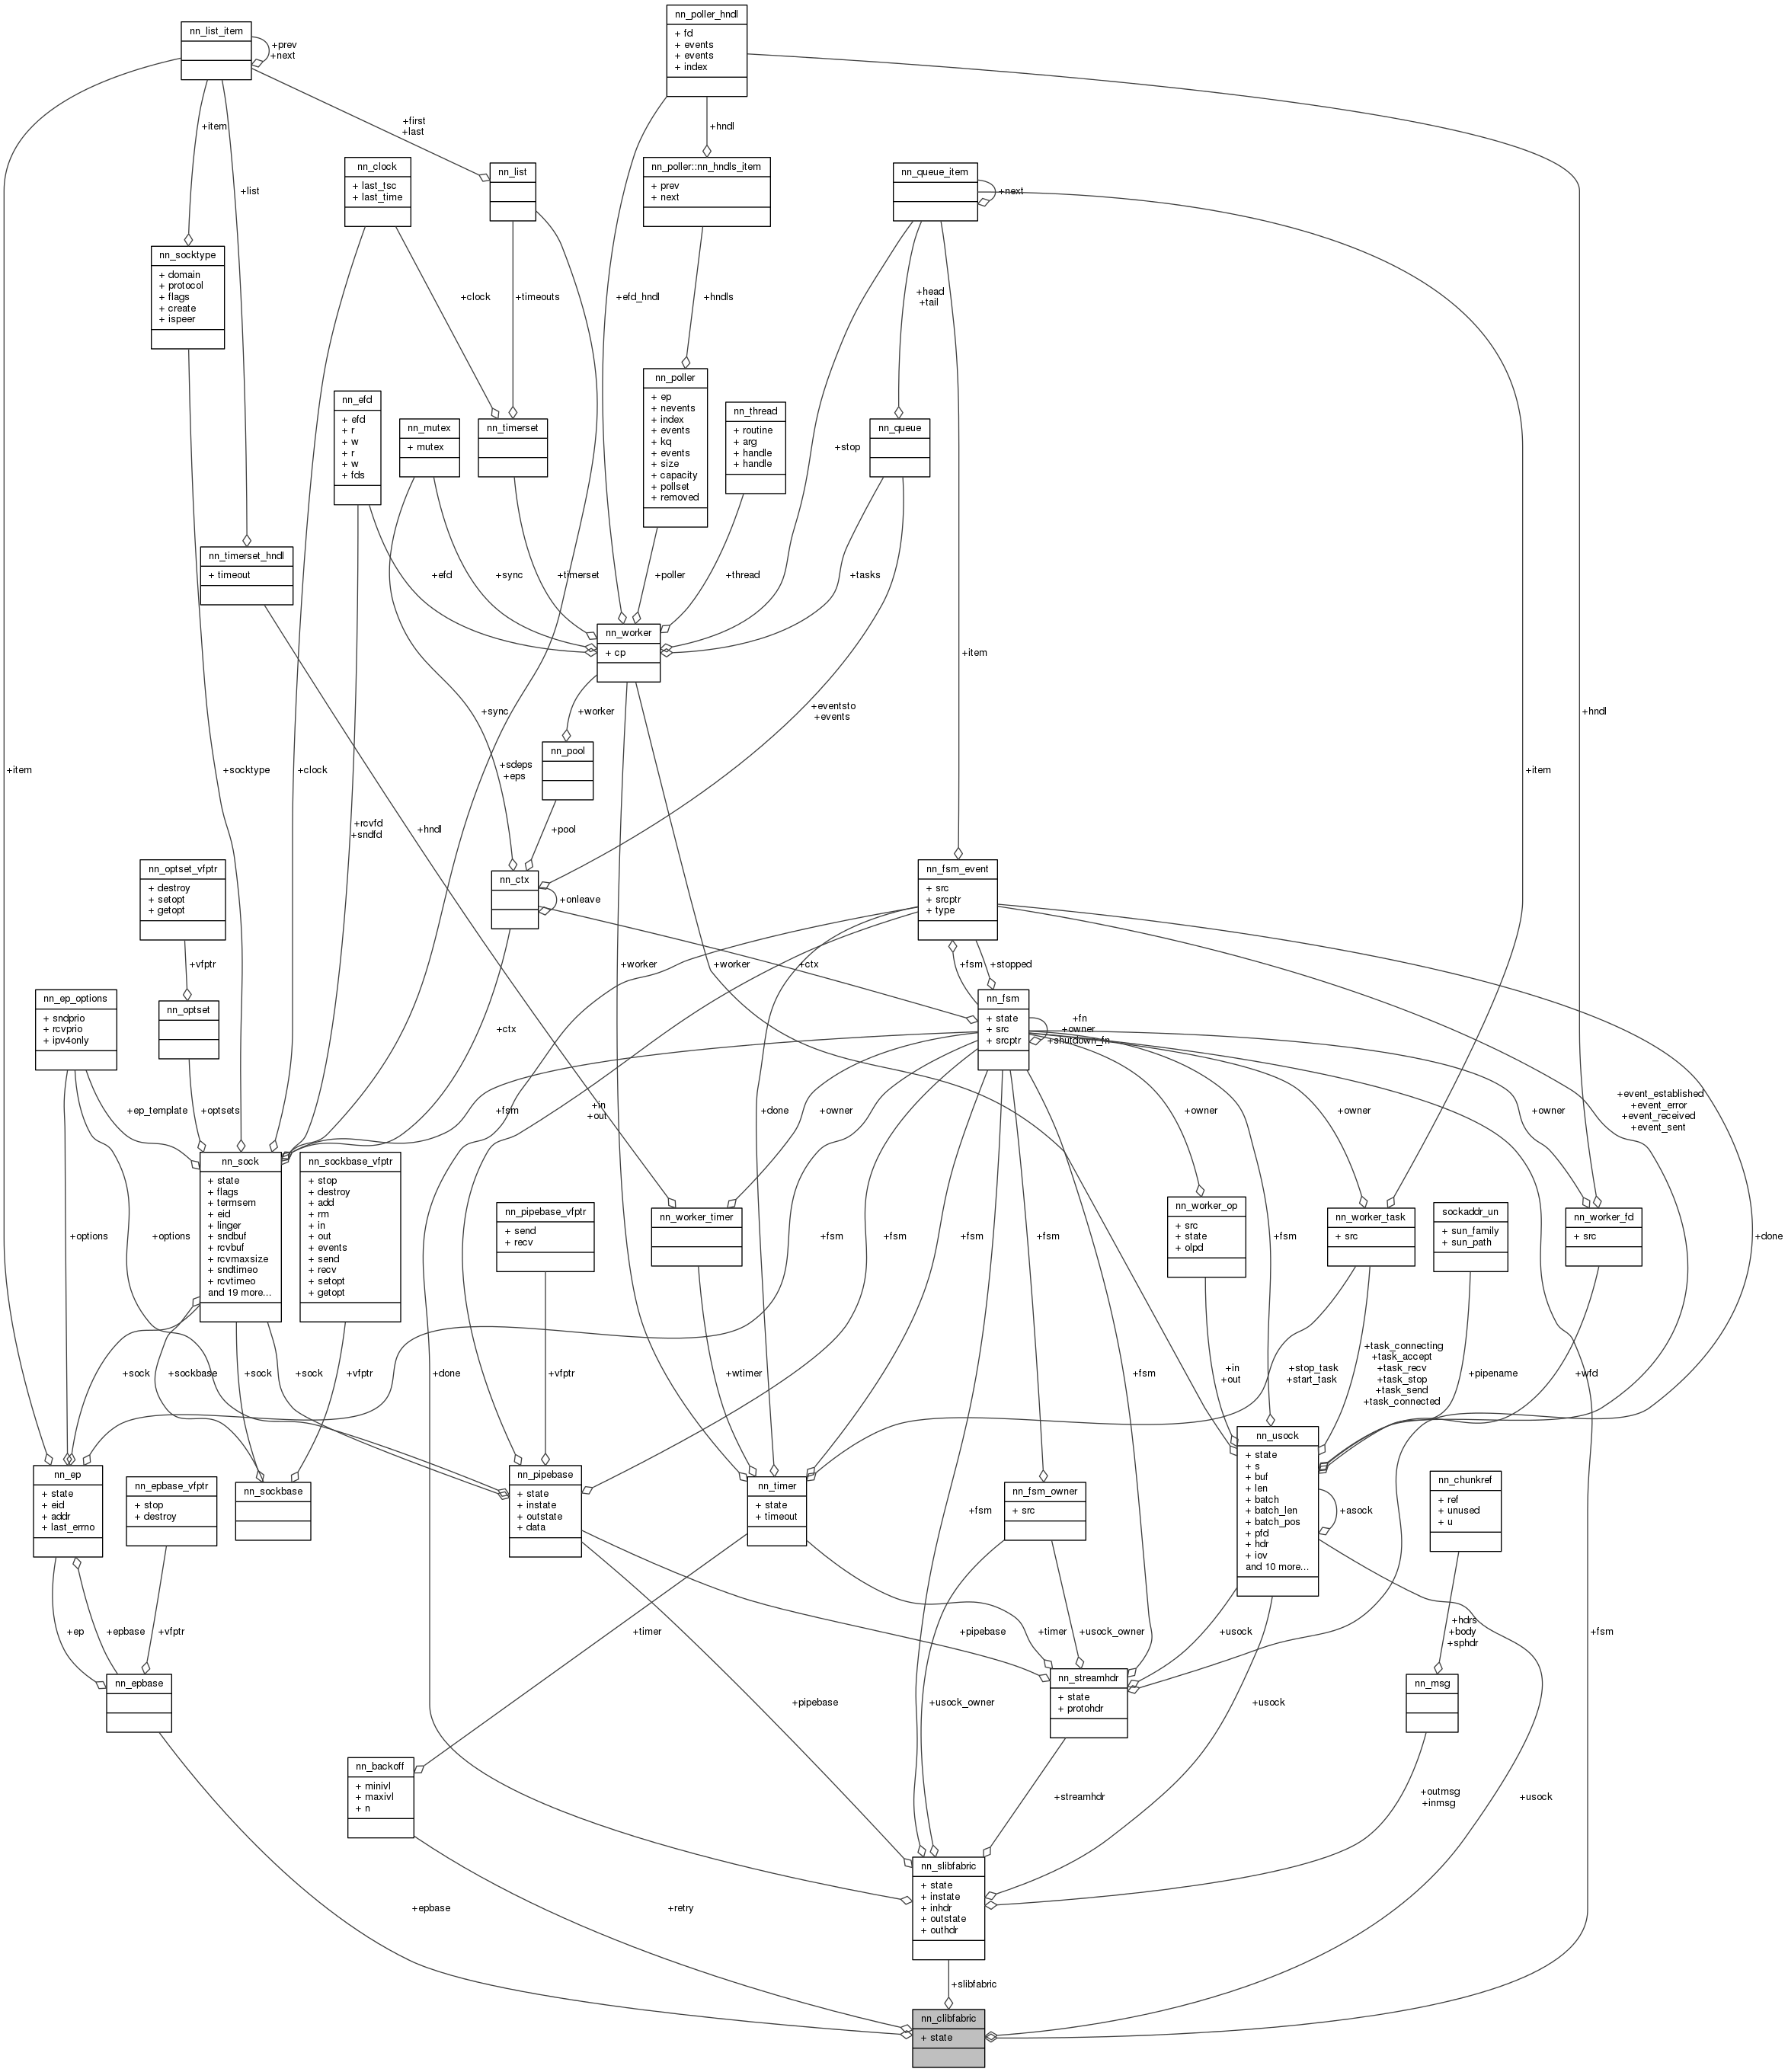 nn_poller_hndl
+ fd
+ events
+ events
+ index
nn_list_item
+prev
+next
+first
+last
+item
+hndl
nn_clock
+ last_tsc
+ last_time
nn_list
nn_poller::nn_hndls_item
+ prev
+ next
nn_queue_item
+next
+list
nn_socktype
+ domain
+ protocol
+ flags
+ create
+ ispeer
+clock
+timeouts
+efd_hndl
+hndls
+head
+tail
nn_efd
+ efd
+ r
+ w
+ r
+ w
+ fds
nn_mutex
+ mutex
nn_timerset
nn_poller
+ ep
+ nevents
+ index
+ events
+ kq
+ events
+ size
+ capacity
+ pollset
+ removed
nn_thread
+ routine
+ arg
+ handle
+ handle
+stop
nn_queue
nn_timerset_hndl
+ timeout
+efd
+sync
+timerset
+poller
+thread
+tasks
nn_worker
+ cp
+item
+sync
+worker
+eventsto
+events
+hndl
+item
+socktype
+clock
+sdeps
+eps
nn_pool
+item
+rcvfd
+sndfd
+hndl
+pool
nn_optset_vfptr
+ destroy
+ setopt
+ getopt
nn_ctx
+onleave
nn_fsm_event
+ src
+ srcptr
+ type
+vfptr
+worker
+worker
+ctx
+fsm
+stopped
nn_ep_options
+ sndprio
+ rcvprio
+ ipv4only
nn_optset
+ctx
nn_fsm
+ state
+ src
+ srcptr
+fn
+owner
+shutdown_fn
+ep_template
+optsets
+fsm
+in
+out
+done
+owner
+owner
+fsm
+owner
+owner
+event_established
+event_error
+event_received
+event_sent
nn_sock
+ state
+ flags
+ termsem
+ eid
+ linger
+ sndbuf
+ rcvbuf
+ rcvmaxsize
+ sndtimeo
+ rcvtimeo
and 19 more...
nn_sockbase_vfptr
+ stop
+ destroy
+ add
+ rm
+ in
+ out
+ events
+ send
+ recv
+ setopt
+ getopt
nn_pipebase_vfptr
+ send
+ recv
nn_worker_timer
nn_worker_op
+ src
+ state
+ olpd
nn_worker_task
+ src
sockaddr_un
+ sun_family
+ sun_path
nn_worker_fd
+ src
+options
+options
+fsm
+fsm
+fsm
+fsm
+done
+sock
+sockbase
+sock
+vfptr
+sock
+done
+vfptr
+wtimer
+fsm
+in
+out
+stop_task
+start_task
+task_connecting
+task_accept
+task_recv
+task_stop
+task_send
+task_connected
+pipename
+wfd
nn_ep
+ state
+ eid
+ addr
+ last_errno
nn_epbase_vfptr
+ stop
+ destroy
nn_sockbase
nn_pipebase
+ state
+ instate
+ outstate
+ data
nn_timer
+ state
+ timeout
+fsm
nn_fsm_owner
+ src
nn_usock
+ state
+ s
+ buf
+ len
+ batch
+ batch_len
+ batch_pos
+ pfd
+ hdr
+ iov
and 10 more...
+asock
nn_chunkref
+ ref
+ unused
+ u
+ep
+epbase
+vfptr
+timer
+pipebase
+timer
+usock_owner
+usock
+hdrs
+body
+sphdr
+fsm
nn_epbase
+pipebase
+usock_owner
nn_streamhdr
+ state
+ protohdr
+usock
nn_msg
nn_backoff
+ minivl
+ maxivl
+ n
+streamhdr
+outmsg
+inmsg
+usock
+epbase
+retry
nn_slibfabric
+ state
+ instate
+ inhdr
+ outstate
+ outhdr
+slibfabric
nn_clibfabric
+ state